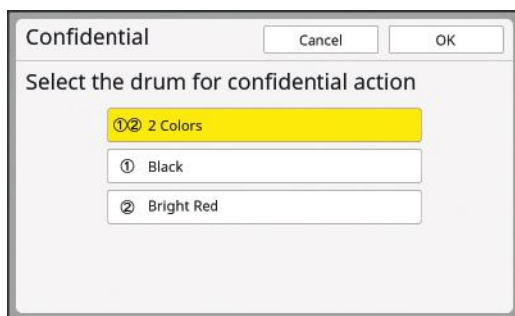 Confidential Cancel OK
Select the drum for confidential action
①② 2 Colors
① Black
② Bright Red